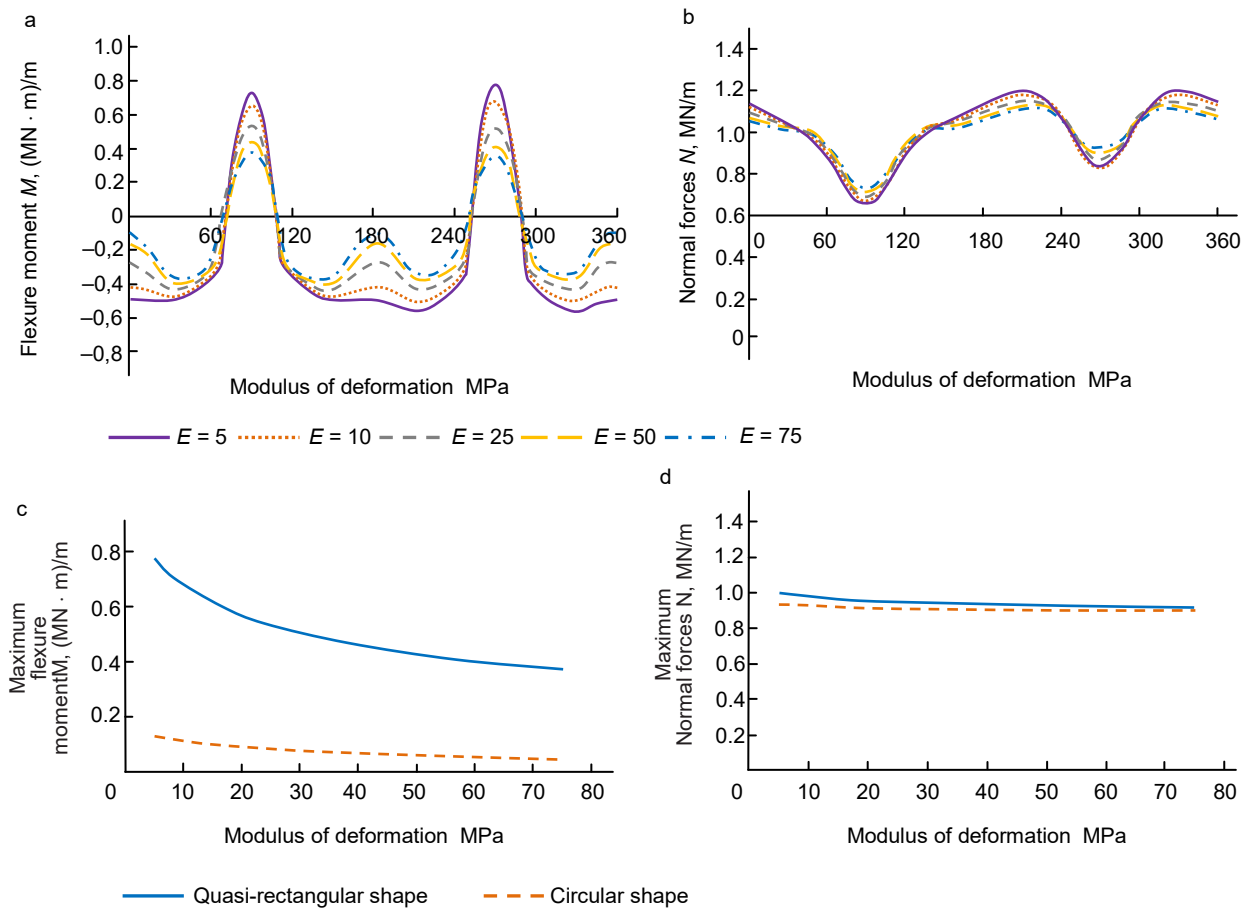 a
Flexure moment M, (MN · m)/m
1.0
0.8
0.6
0.4
0.2
0
–0.2
–0.4
–0.6
–0,8
60 120 180 240 300 360
Modulus of deformation MPa
b
Normal forces N, MN/m
1.4
1.2
1.0
0.8
0.6
0.4
0.2
0
0 60 120 180 240 300 360
Modulus of deformation MPa
E = 5 E = 10 E = 25 E = 50 E = 75
c
Maximum
flexure
momentM, (MN · m)/m
0.8
0.6
0.4
0.2
0 10 20 30 40 50 60 70 80
Modulus of deformation MPa
d
Maximum
Normal forces N, MN/m
1.4
1.2
1.0
0.8
0.6
0.4
0.2
0 10 20 30 40 50 60 70 80
Modulus of deformation MPa
Quasi-rectangular shape Circular shape